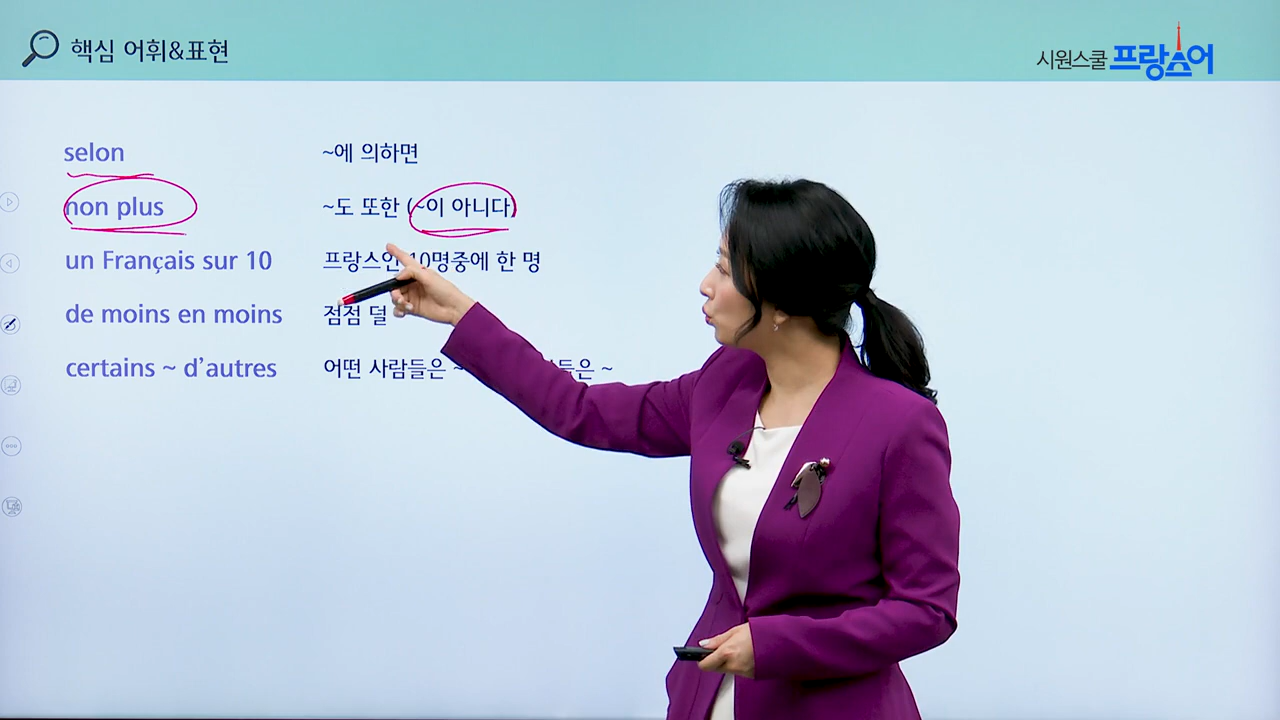 핵심 어휘&표현
시원스쿨 프랑스어
selon ~에 의하면
non plus ~도 또한 (~이 아니다)
un Français sur 10 프랑스인 10명중에 한 명
de moins en moins 점점 덜
certains ~ d'autres 어떤 사람들은 ~ 은 ~